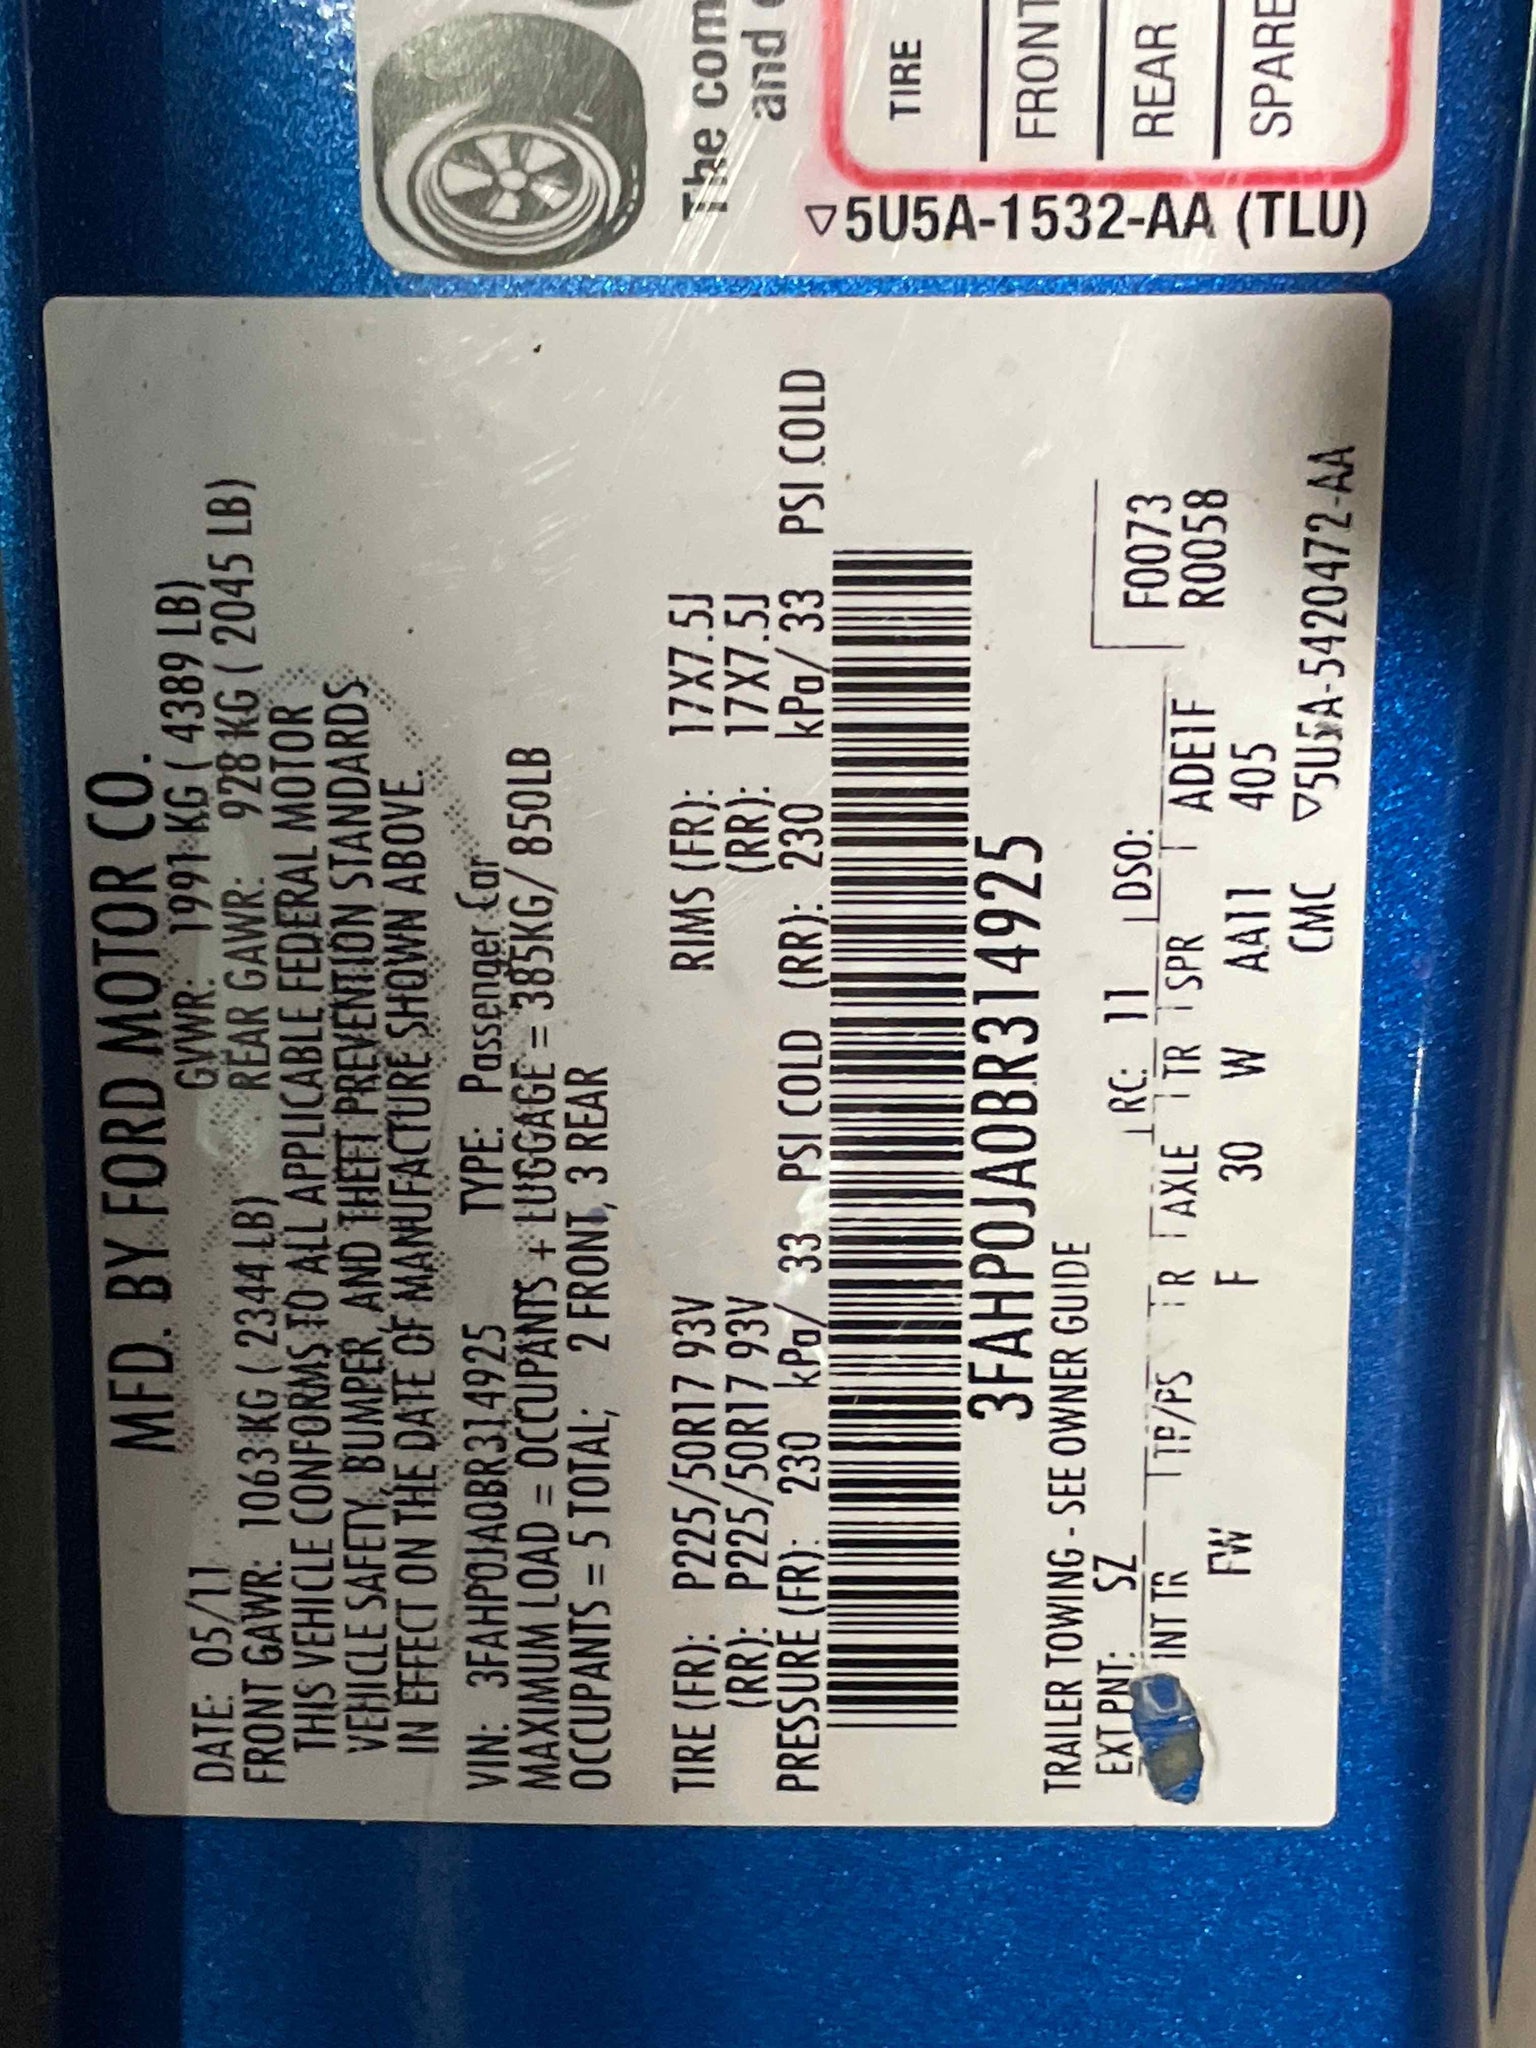 MFD. BY FORD MOTOR CO.
DATE: 05/11 GVWR: 1991 KG ( 4389 LB)
FRONT GAWR: 1063 KG ( 2344 LB) REAR GAWR: 928 KG ( 2045 LB)
THIS VEHICLE CONFORMS TO ALL APPLICABLE FEDERAL MOTOR
VEHICLE SAFETY, BUMPER, AND THEFT PREVENTION STANDARDS
IN EFFECT ON THE DATE OF MANUFACTURE SHOWN ABOVE.
VIN: 3FAHP0JA0BR314925 TYPE: Passenger Car
MAXIMUM LOAD = OCCUPANTS + LUGGAGE = 385KG/ 850LB
OCCUPANTS = 5 TOTAL; 2 FRONT, 3 REAR
TIRE (FR): P225/50R17 93V RIMS (FR): 17X7.5J
(RR): P225/50R17 93V (RR): 17X7.5J
PRESSURE (FR): 230 kPa/ 33 PSI COLD (RR): 230 kPa/ 33 PSI COLD
3FAHP0JA0BR314925
TRAILER TOWING - SEE OWNER GUIDE
EXT PNT: SZ RC: 11 DSO: F0073
INT TR TP/PS R AXLE TR SPR ADE1F R0058
FW F 30 W AA11 405
CMC ▽5U5A-5420472-AA
The com
and
TIRE
FRONT
REAR
SPARE
▽5U5A-1532-AA (TLU)